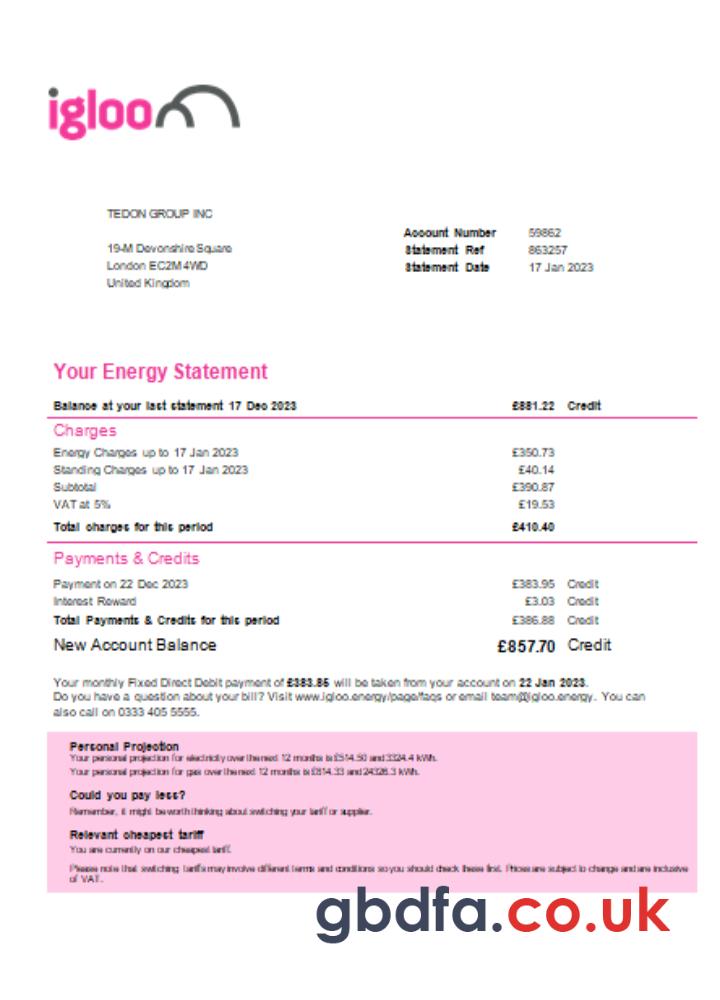 igloo
TEDON GROUP INC
19-M Devonshire Square
London EC2M 4WD
United Kingdom
Account Number 59862
Statement Ref 863257
Statement Date 17 Jan 2023
Your Energy Statement
Balance at your last statement 17 Dec 2023 £881.22 Credit
Charges
Energy Charges up to 17 Jan 2023 £350.73
Standing Charges up to 17 Jan 2023 £40.14
Subtotal £390.87
VAT at 5% £19.53
Total charges for this period £410.40
Payments & Credits
Payment on 22 Dec 2023 £383.95 Credit
Interest Reward £3.03 Credit
Total Payments & Credits for this period £386.88 Credit
New Account Balance £857.70 Credit
Your monthly Fixed Direct Debit payment of £383.85 will be taken from your account on 22 Jan 2023.
Do you have a question about your bill? Visit www.igloo.energy/page/faqs or email team@igloo.energy. You can
also call on 0333 405 5555.
Personal Projection
Your personal projection for electricity over the next 12 months is £514.50 and 3324.4 kWh.
Your personal projection for gas over the next 12 months is £814.33 and 24326.3 kWh.
Could you pay less?
Remember, it might be worth thinking about switching your tariff or supplier.
Relevant cheapest tariff
You are currently on our cheapest tariff.
Please note that switching tariffs may involve different terms and conditions so you should check these first. Prices are subject to change and are inclusive
of VAT.
gbdfa.co.uk